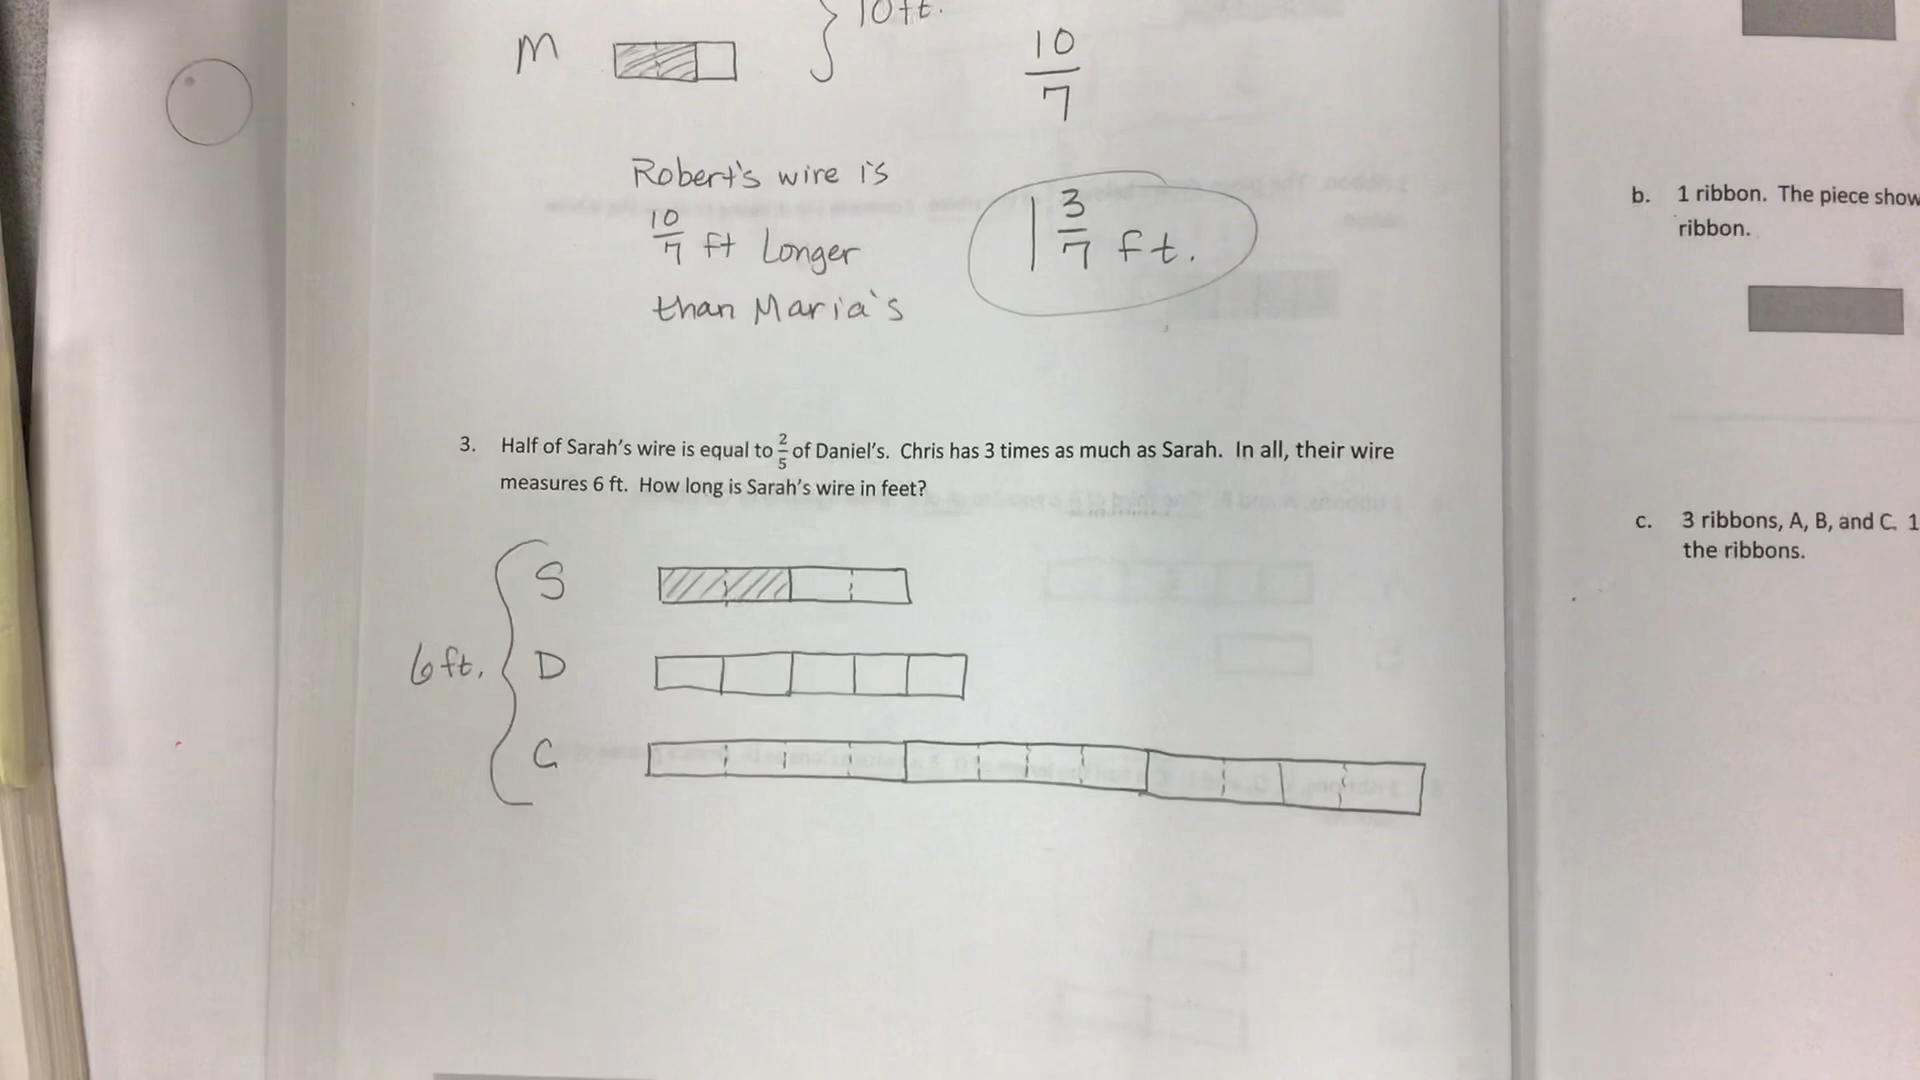 10ft.
M
10
7
Robert's wire is
10/7 ft Longer
than Maria's
1 3/7 ft.
3. Half of Sarah's wire is equal to 2/5 of Daniel's. Chris has 3 times as much as Sarah. In all, their wire
measures 6 ft. How long is Sarah's wire in feet?
S
6ft.
D
C
b. 1 ribbon. The piece show
ribbon.
c. 3 ribbons, A, B, and C. 1
the ribbons.